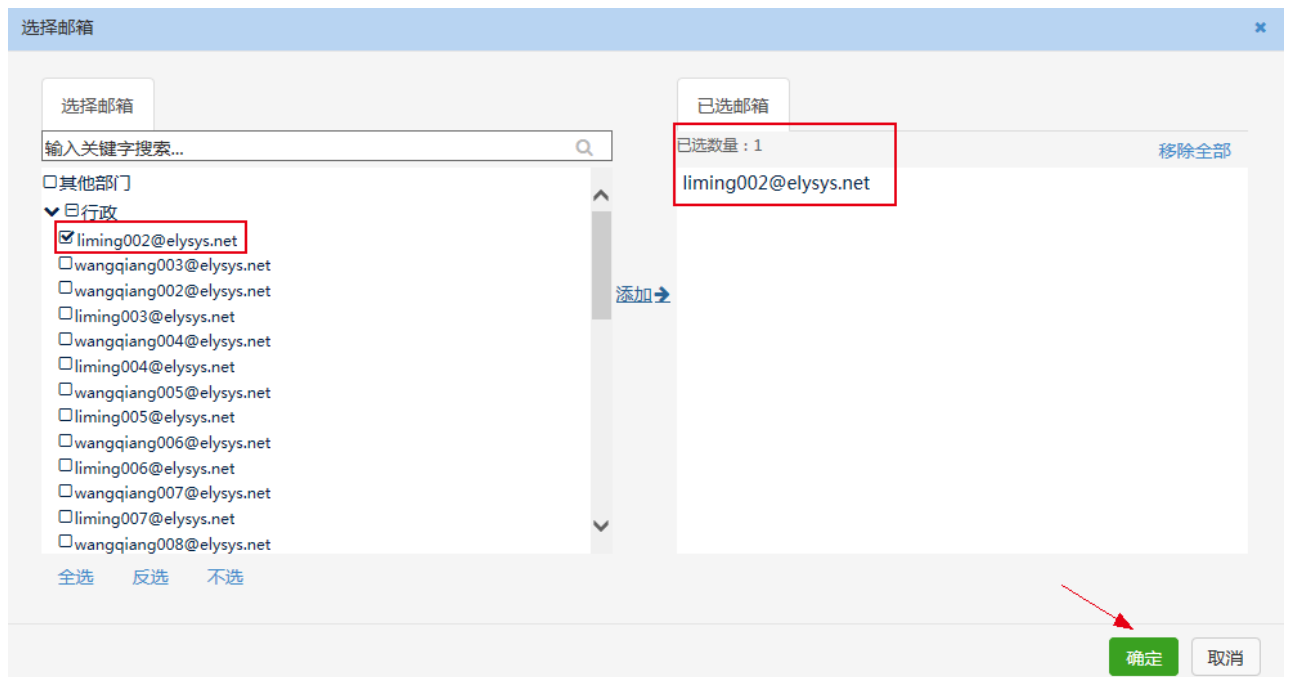 选择邮箱
选择邮箱
输入关键字搜索...
其他部门
行政
liming002@elysys.net
wangqiang003@elysys.net
wangqiang002@elysys.net
liming003@elysys.net
wangqiang004@elysys.net
liming004@elysys.net
wangqiang005@elysys.net
liming005@elysys.net
wangqiang006@elysys.net
liming006@elysys.net
wangqiang007@elysys.net
liming007@elysys.net
wangqiang008@elysys.net
全选 反选 不选
添加
已选邮箱
已选数量：1 移除全部
liming002@elysys.net
确定 取消